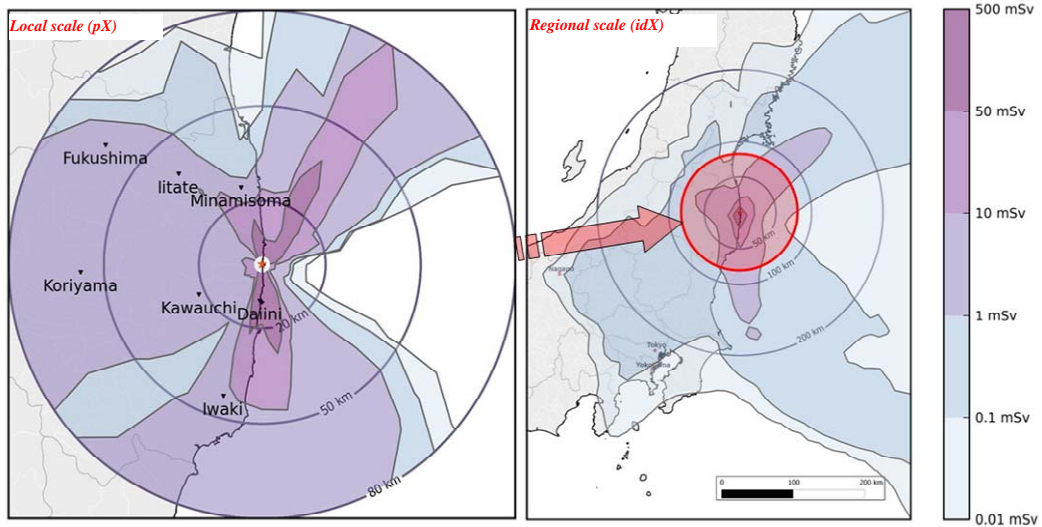 Local scale (pX)
Fukushima
Iitate
Minamisoma
Koriyama
Kawauchi
Daiini
20 km
Iwaki
50 km
80 km
Regional scale (idX)
50 km
Nagano
100 km
200 km
Tokyo
Yokohama
0 100 200 km
500 mSv
50 mSv
10 mSv
1 mSv
0.1 mSv
0.01 mSv